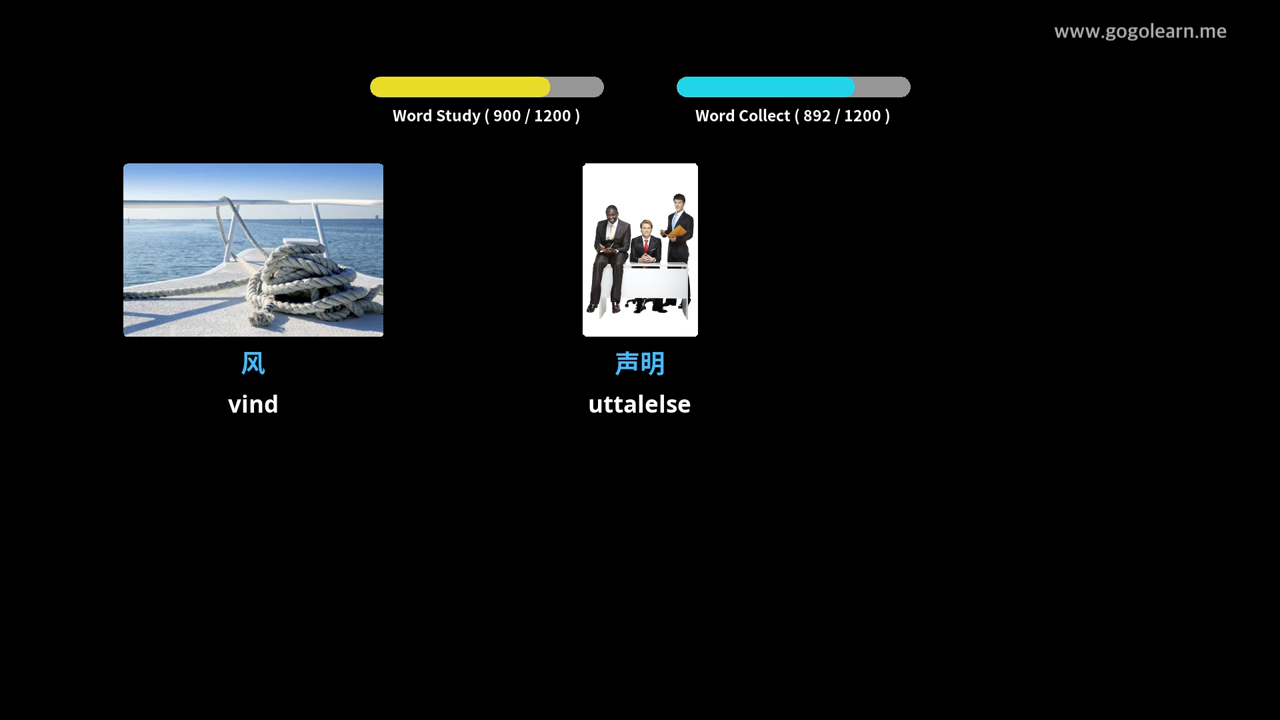 www.gogolearn.me
Word Study ( 900 / 1200 )
Word Collect ( 892 / 1200 )
风
声明
vind
uttalelse